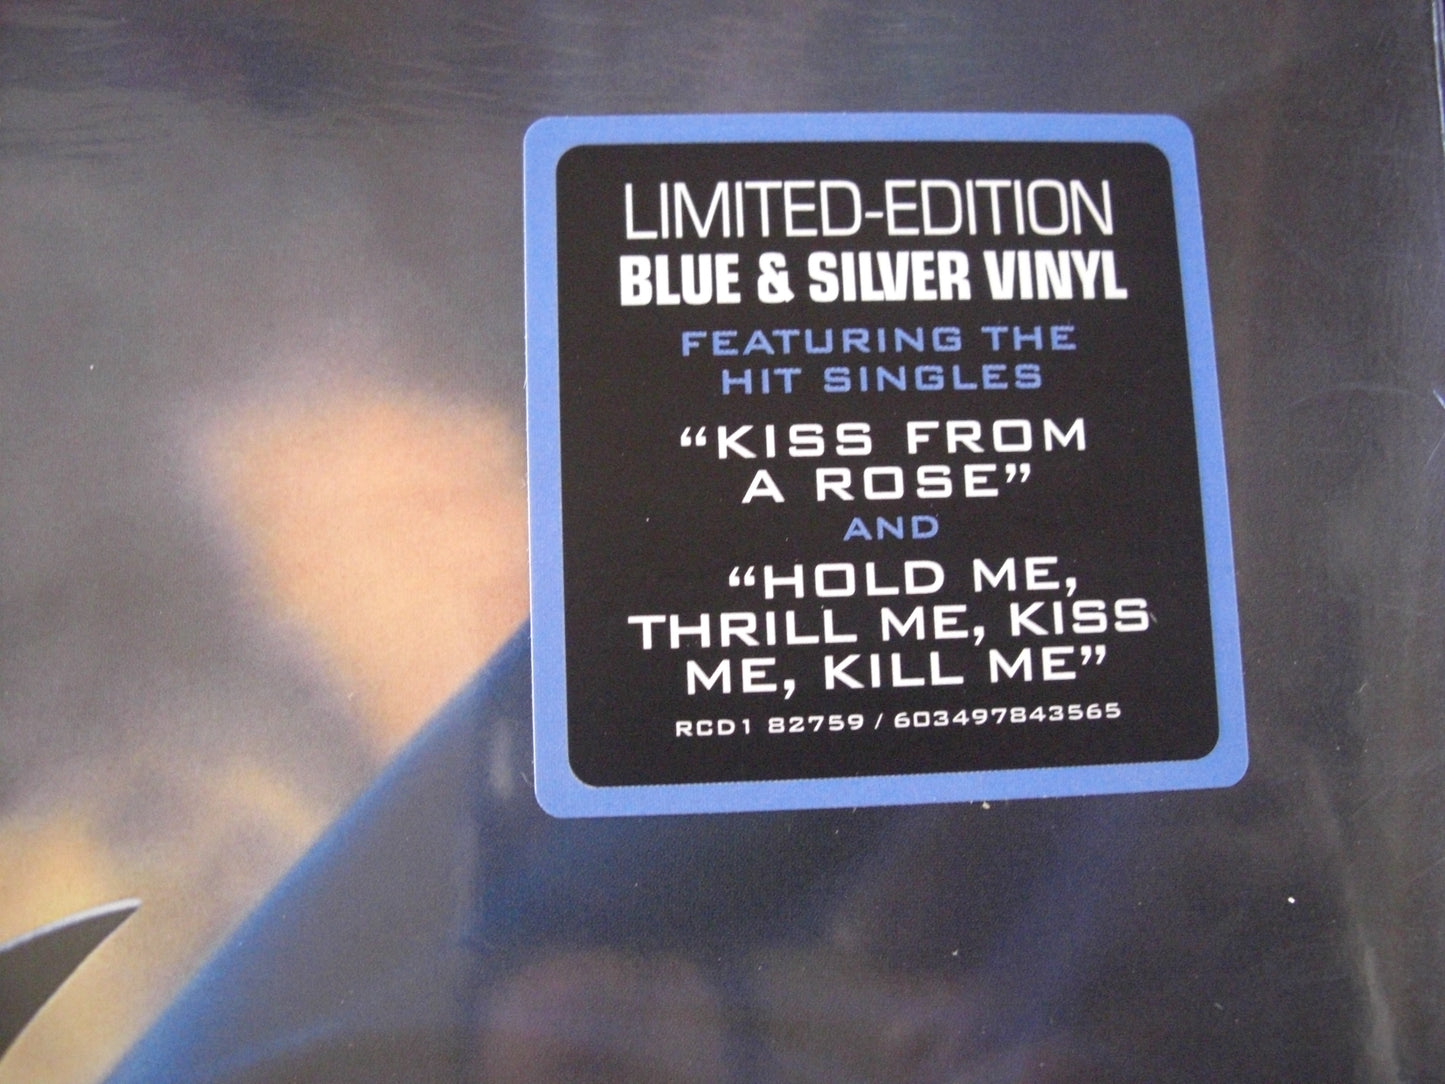 LIMITED-EDITION
BLUE & SILVER VINYL
FEATURING THE
HIT SINGLES
“KISS FROM
A ROSE”
AND
“HOLD ME,
THRILL ME, KISS
ME, KILL ME”
RCD1 82759 / 603497843565